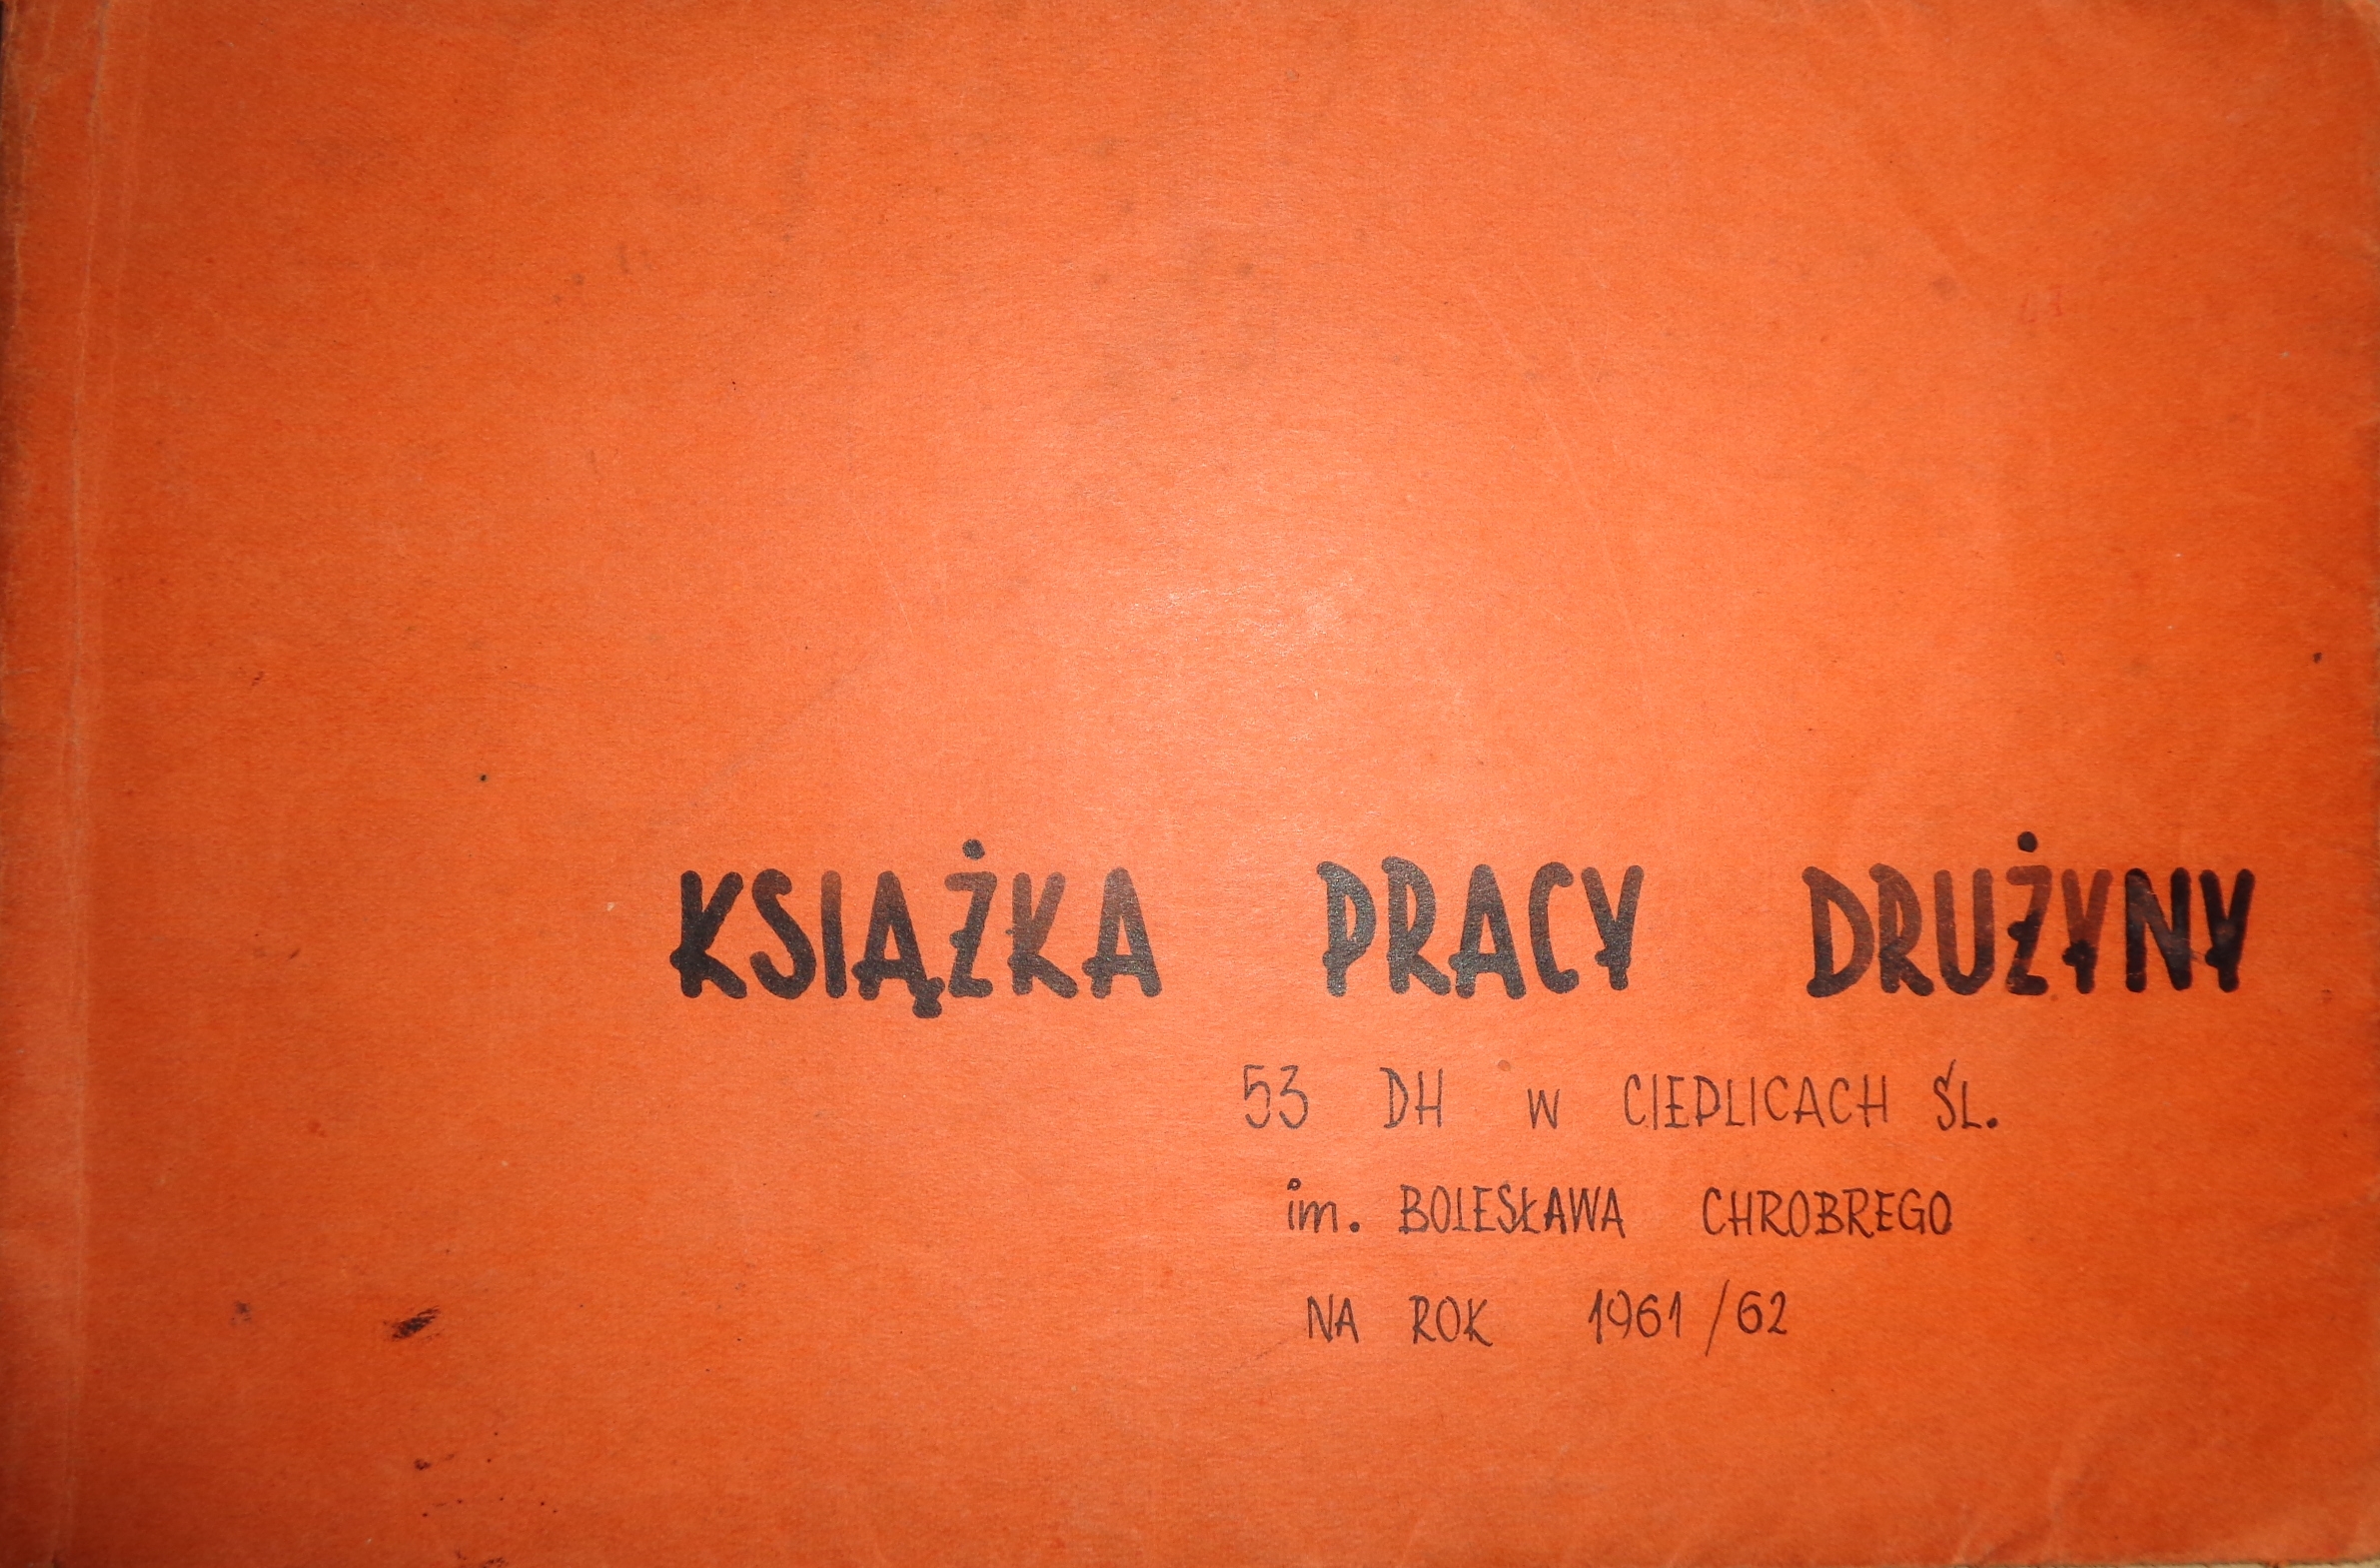 KSIĄŻKA PRACY DRUŻYNY
53 DH w CIEPLICACH ŚL.
im. BOLESŁAWA CHROBREGO
NA ROK 1961/62